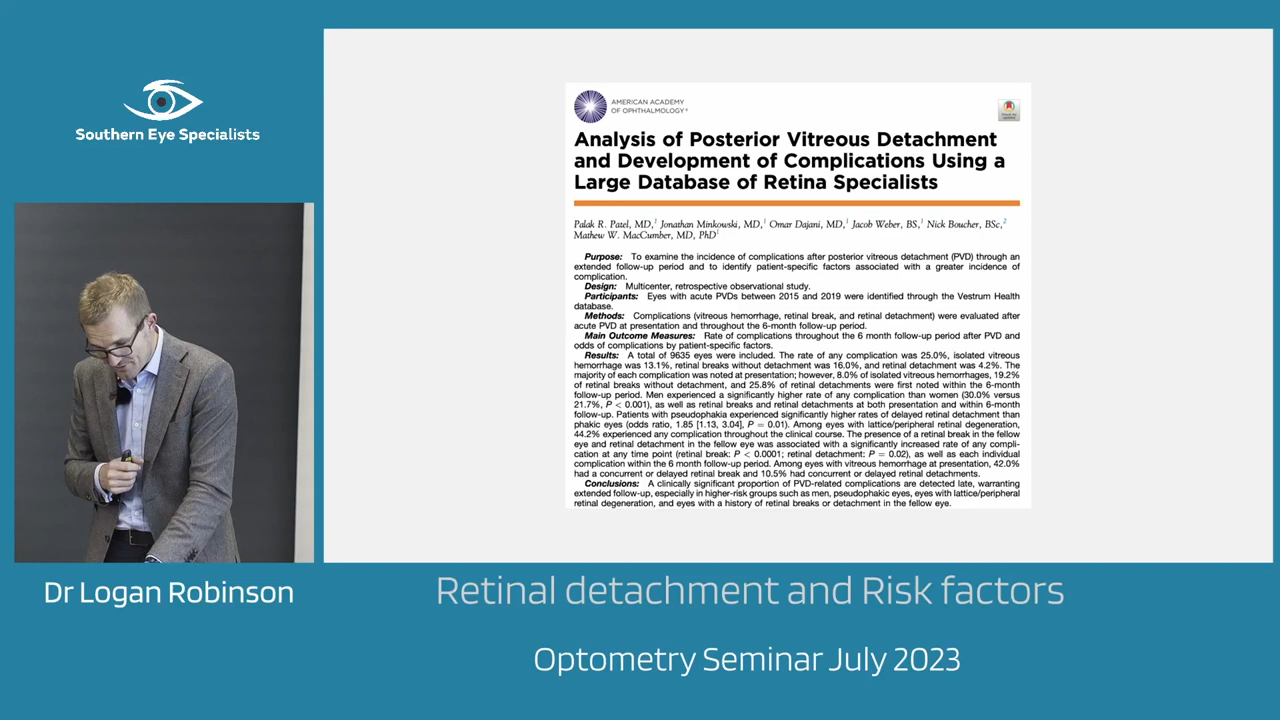 Southern Eye Specialists
AMERICAN ACADEMY
OF OPHTHALMOLOGY®
Analysis of Posterior Vitreous Detachment
and Development of Complications Using a
Large Database of Retina Specialists
Palak R. Patel, MD,1 Jonathan Minkowski, MD,1 Omar Dajani, MD,1 Jacob Weber, BS,1 Nick Boucher, BSc,2
Mathew W. MacCumber, MD, PhD1
Purpose: To examine the incidence of complications after posterior vitreous detachment (PVD) through an
extended follow-up period and to identify patient-specific factors associated with a greater incidence of
complication.
Design: Multicenter, retrospective observational study.
Participants: Eyes with acute PVDs between 2015 and 2019 were identified through the Vestrum Health
database.
Methods: Complications (vitreous hemorrhage, retinal break, and retinal detachment) were evaluated after
acute PVD at presentation and throughout the 6-month follow-up period.
Main Outcome Measures: Rate of complications throughout the 6 month follow-up period after PVD and
odds of complications by patient-specific factors.
Results: A total of 9635 eyes were included. The rate of any complication was 25.0%, isolated vitreous
hemorrhage was 13.1%, retinal breaks without detachment was 16.0%, and retinal detachment was 4.2%. The
majority of each complication was noted at presentation; however, 8.0% of isolated vitreous hemorrhages, 19.2%
of retinal breaks without detachment, and 25.8% of retinal detachments were first noted within the 6-month
follow-up period. Men experienced a significantly higher rate of any complication than women (30.0% versus
21.7%, P < 0.001), as well as retinal breaks and retinal detachments at both presentation and within 6-month
follow-up. Patients with pseudophakia experienced significantly higher rates of delayed retinal detachment than
phakic eyes (odds ratio, 1.85 [1.13, 3.04], P = 0.01). Among eyes with lattice/peripheral retinal degeneration,
44.2% experienced any complication throughout the clinical course. The presence of a retinal break in the fellow
eye and retinal detachment in the fellow eye was associated with a significantly increased rate of any compli-
cation at any time point (retinal break: P < 0.0001; retinal detachment: P = 0.02), as well as each individual
complication within the 6 month follow-up period. Among eyes with vitreous hemorrhage at presentation, 42.0%
had a concurrent or delayed retinal break and 10.5% had concurrent or delayed retinal detachments.
Conclusions: A clinically significant proportion of PVD-related complications are detected late, warranting
extended follow-up, especially in higher-risk groups such as men, pseudophakic eyes, eyes with lattice/peripheral
retinal degeneration, and eyes with a history of retinal breaks or detachment in the fellow eye.
Dr Logan Robinson
Retinal detachment and Risk factors
Optometry Seminar July 2023